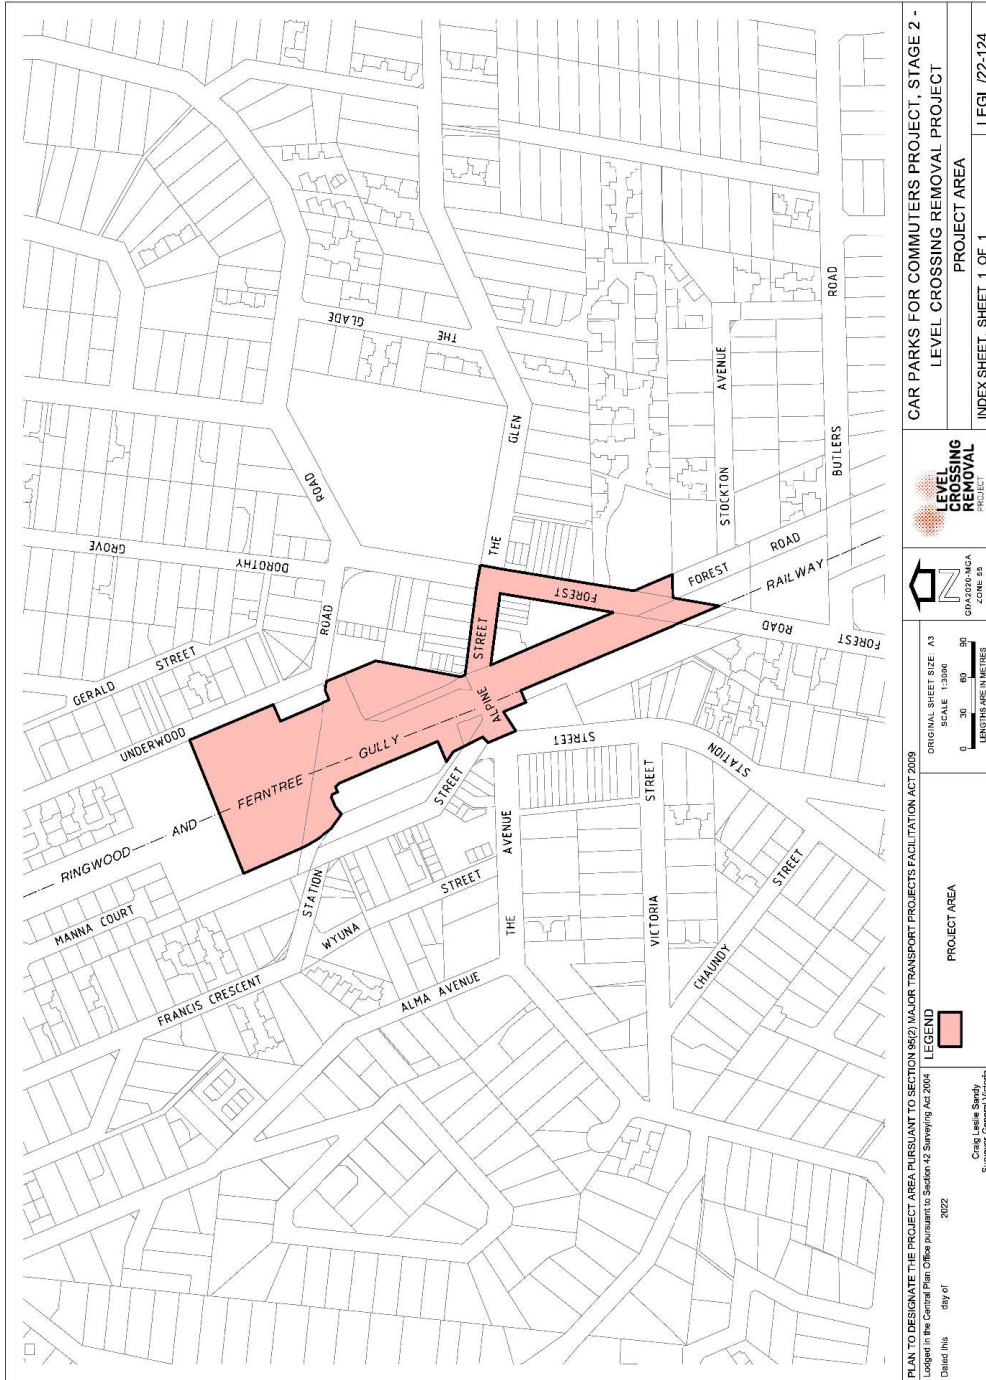 GLADE
THE
GLEN
THE
ROAD
DOROTHY
GROVE
ROAD
GERALD STREET
UNDERWOOD
STREET
ALPINE
FOREST
FOREST ROAD
RAILWAY
ROAD
FOREST
STOCKTON AVENUE
BUTLERS ROAD
RINGWOOD AND FERNTREE GULLY
MANNA COURT
FRANCIS CRESCENT
STATION
STREET
WYUNA STREET
ALMA AVENUE
THE AVENUE
STREET
STATION
VICTORIA STREET
CHAUNDY STREET
PLAN TO DESIGNATE THE PROJECT AREA PURSUANT TO SECTION 95(2) MAJOR TRANSPORT PROJECTS FACILITATION ACT 2009
Lodged in the Central Plan Office pursuant to Section 42 Surveying Act 2004
Dated this day of 2022
Craig Leslie Sandy
LEGEND
PROJECT AREA
ORIGINAL SHEET SIZE: A3
SCALE 1:3000
0 30 60 90
LENGTHS ARE IN METRES
N
GDA2020-MGA
ZONE 55
LEVEL
CROSSING
REMOVAL
PROJECT
CAR PARKS FOR COMMUTERS PROJECT, STAGE 2 -
LEVEL CROSSING REMOVAL PROJECT
PROJECT AREA
INDEX SHEET SHEET 1 OF 1
LEGL /22-124